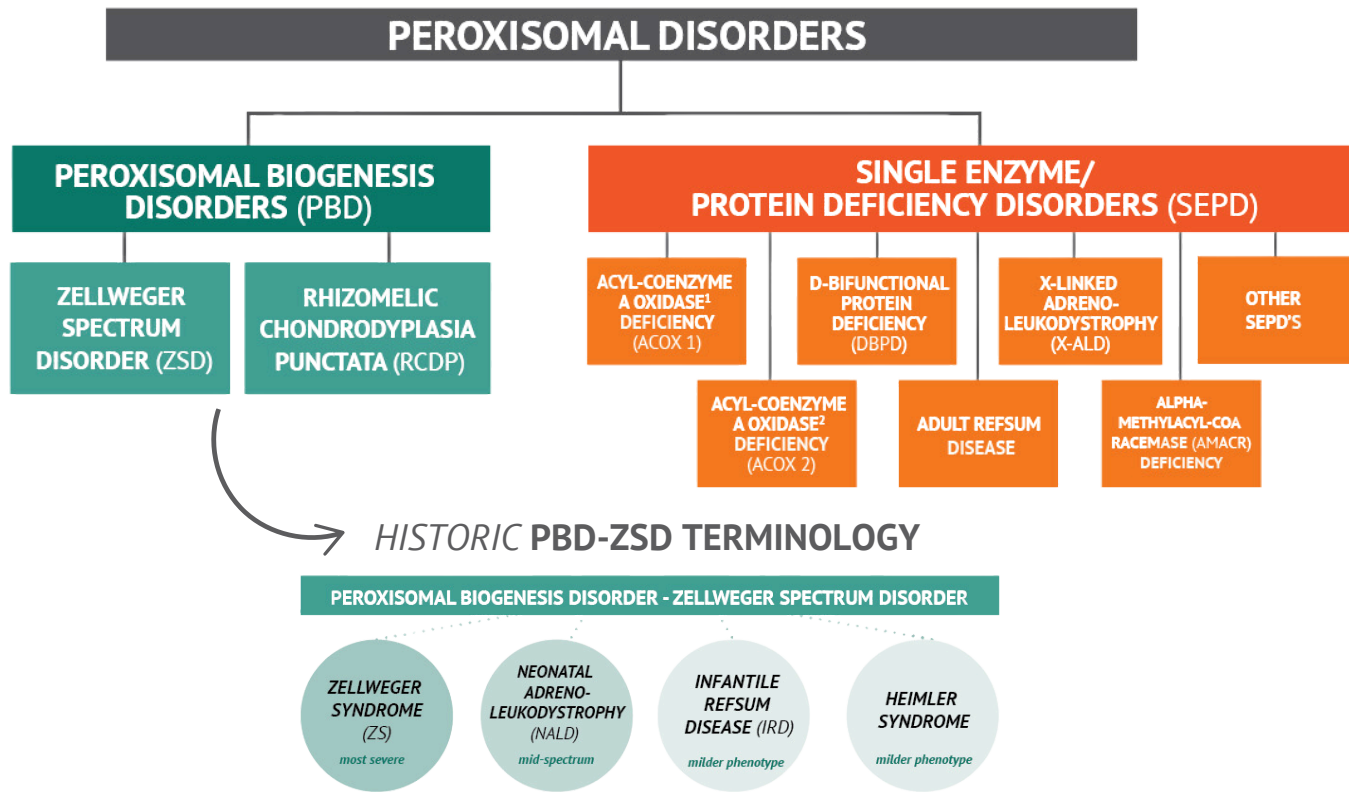 PEROXISOMAL DISORDERS
PEROXISOMAL BIOGENESIS
DISORDERS (PBD)
SINGLE ENZYME/
PROTEIN DEFICIENCY DISORDERS (SEPD)
ZELLWEGER
SPECTRUM
DISORDER (ZSD)
RHIZOMELIC
CHONDRODYPLASIA
PUNCTATA (RCDP)
ACYL-COENZYME
A OXIDASE¹
DEFICIENCY
(ACOX 1)
D-BIFUNCTIONAL
PROTEIN
DEFICIENCY
(DBPD)
X-LINKED
ADRENO-
LEUKODYSTROPHY
(X-ALD)
OTHER
SEPD'S
ACYL-COENZYME
A OXIDASE²
DEFICIENCY
(ACOX 2)
ADULT REFSUM
DISEASE
ALPHA-
METHYLACYL-COA
RACEMASE (AMACR)
DEFICIENCY
HISTORIC PBD-ZSD TERMINOLOGY
PEROXISOMAL BIOGENESIS DISORDER - ZELLWEGER SPECTRUM DISORDER
ZELLWEGER
SYNDROME
(ZS)
most severe
NEONATAL
ADRENO-
LEUKODYSTROPHY
(NALD)
mid-spectrum
INFANTILE
REFSUM
DISEASE (IRD)
milder phenotype
HEIMLER
SYNDROME
milder phenotype